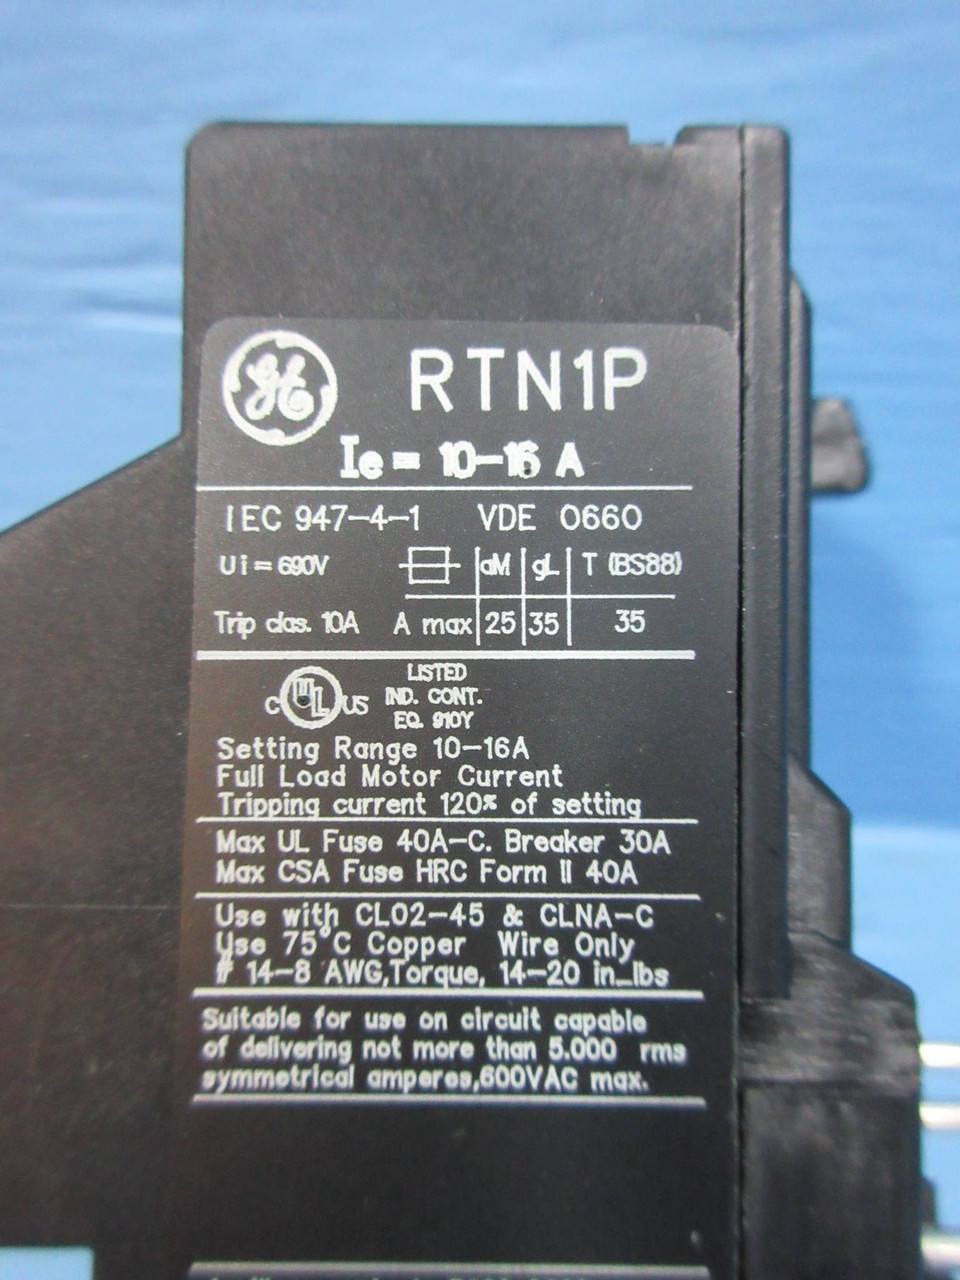 GE RTN1P
Ie = 10-16 A
IEC 947-4-1 VDE 0660
Ui = 690V aM gL T (BS88)
Trip clas. 10A A max 25 35 35
C UL US
LISTED
IND. CONT.
EQ. 910Y
Setting Range 10-16A
Full Load Motor Current
Tripping current 120% of setting
Max UL Fuse 40A-C. Breaker 30A
Max CSA Fuse HRC Form II 40A
Use with CL02-45 & CLNA-C
Use 75°C Copper Wire Only
# 14-8 AWG,Torque, 14-20 in_lbs
Suitable for use on circuit capable
of delivering not more than 5.000 rms
symmetrical amperes,600VAC max.